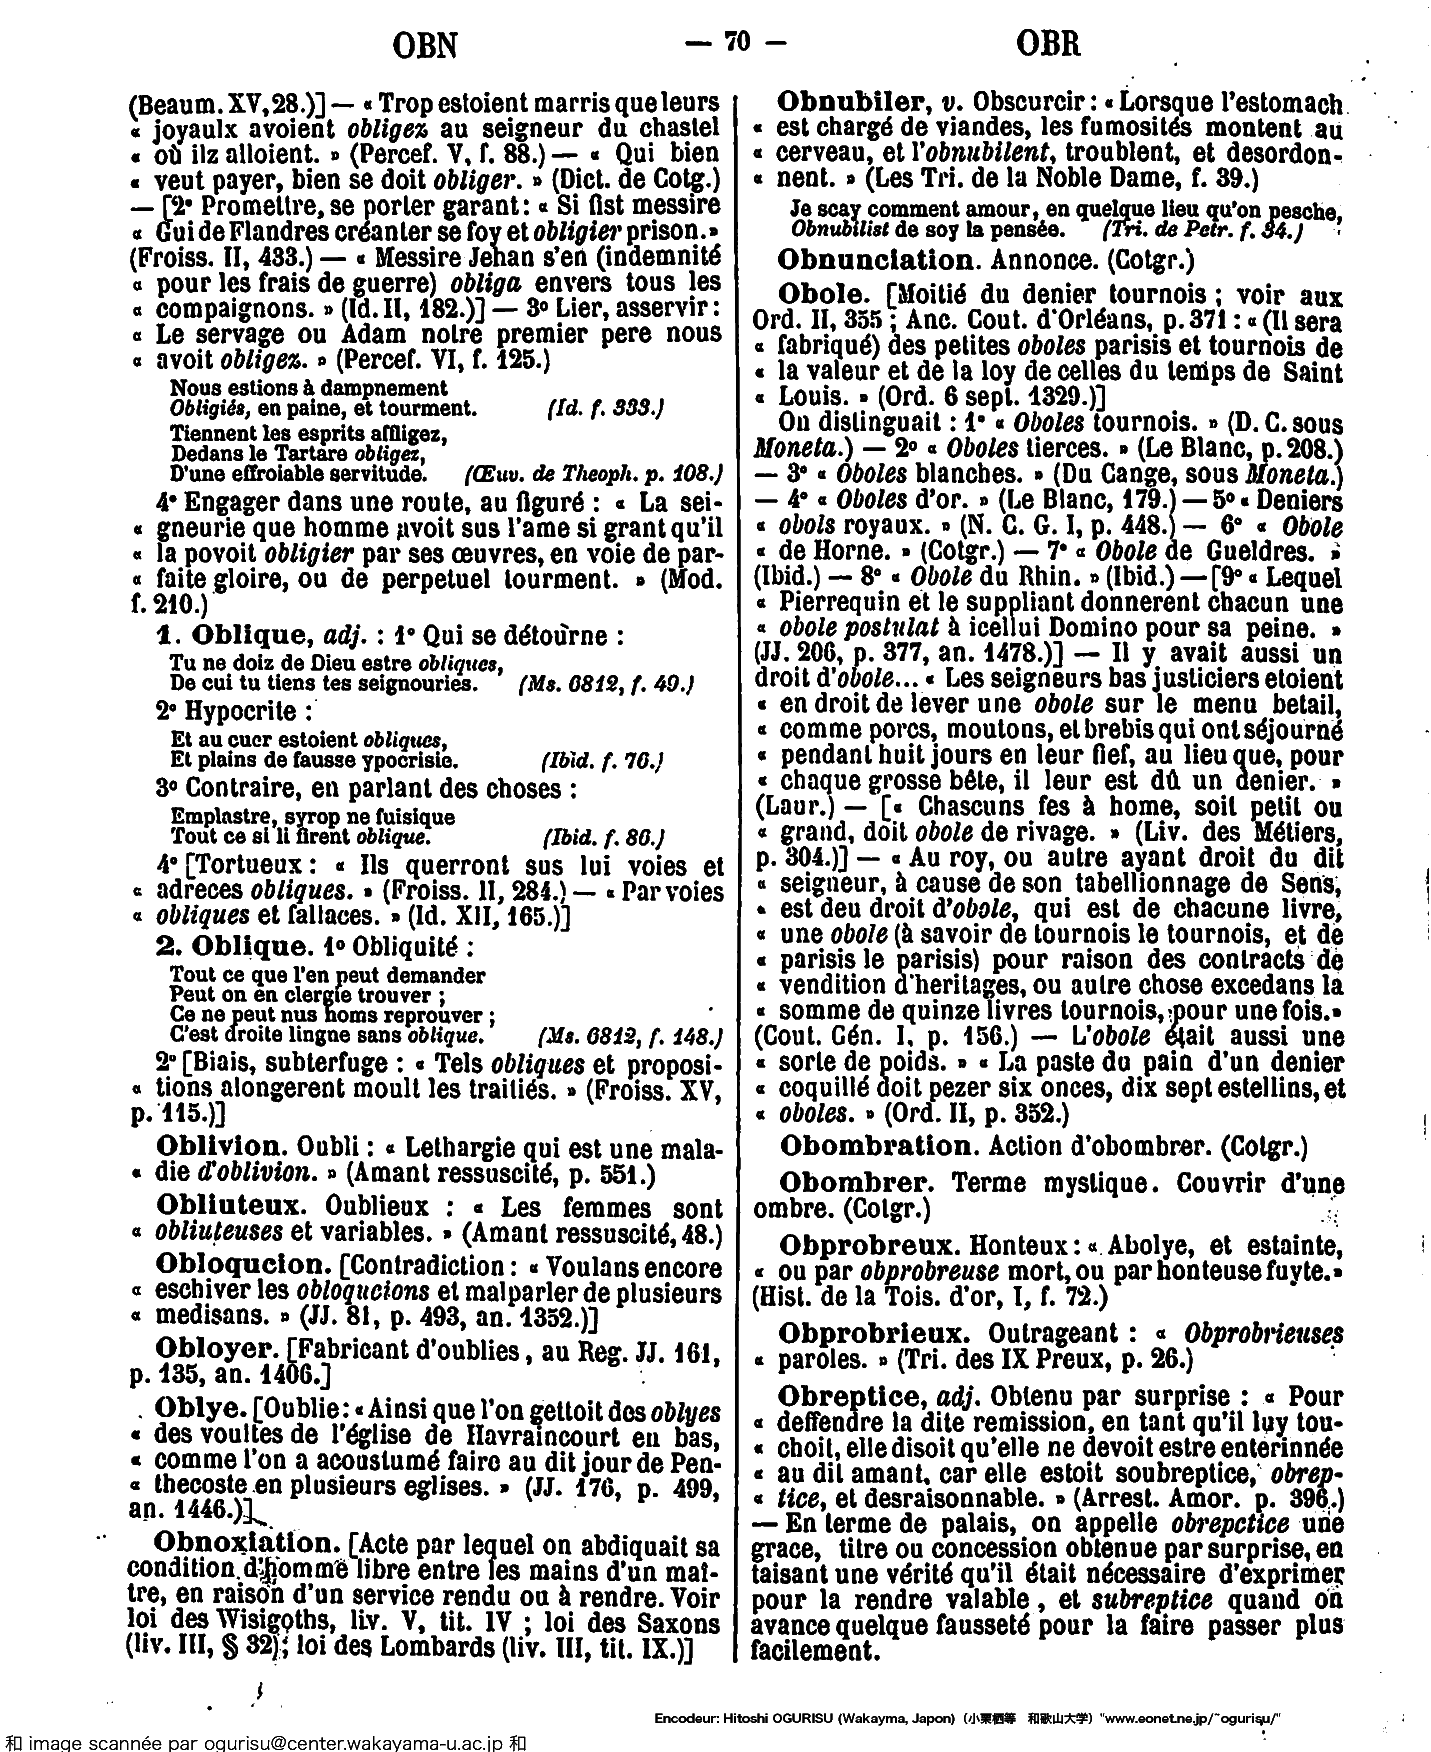 OBN — 70 — OBR
(Beaum. XV, 28.)] — « Trop estoient marris que leurs
« joyaulx avoient obligez au seigneur du chastel
« où ilz alloient. » (Percef. V, f. 88.) — « Qui bien
« veut payer, bien se doit obliger. » (Dict. de Cotg.)
— [2° Promettre, se porter garant : « Si fist messire
« Gui de Flandres creanter se foy et obligier prison. »
(Froiss. II, 433.) — « Messire Jehan s'en (indemnité
« pour les frais de guerre) obliga envers tous les
« compaignons. » (Id. II, 182.)] — 3° Lier, asservir :
« Le servage ou Adam nolre premier pere nous
« avoit obligez. » (Percef. VI, f. 125.)
Nous estions à dampnement
Obligiés, en paine, et tourment. (Id. f. 333.)
Tiennent les esprits affligez,
Dedans le Tartare obligez,
D'une effroiable servitude. (Œuv. de Theoph. p. 108.)
4° Engager dans une route, au figuré : « La sei-
« gneurie que homme avoit sus l'ame si grant qu'il
« la povoit obligier par ses œuvres, en voie de par-
« faite gloire, ou de perpetuel tourment. » (Mod.
f. 210.)
1. Oblique, adj. : 1° Qui se détourne :
Tu ne doiz de Dieu estre obliques,
De cui tu tiens tes seignouries. (Ms. 6812, f. 49.)
2° Hypocrite :
Et au cuer estoient obliques,
Et plains de fausse ypocrisie. (Ibid. f. 76.)
3° Contraire, en parlant des choses :
Emplastre, syrop ne fuisique
Tout ce si li firent oblique. (Ibid. f. 86.)
4° [Tortueux : « Ils querront sus lui voies et
« adreces obliques. » (Froiss. II, 284.) — « Par voies
« obliques et fallaces. » (Id. XII, 165.)]
2. Oblique. 1° Obliquité :
Tout ce que l'en peut demander
Peut on en clergie trouver ;
Ce ne peut nus homs reprouver ;
C'est droite lingne sans oblique. (Ms. 6812, f. 148.)
2° [Biais, subterfuge : « Tels obliques et proposi-
« tions alongerent moult les traitiés. » (Froiss. XV,
p. 115.)]
Oblivion. Oubli : « Lethargie qui est une mala-
« die d'oblivion. » (Amant ressuscité, p. 551.)
Obliuteux. Oublieux : « Les femmes sont
« obliuteuses et variables. » (Amant ressuscité, 48.)
Obloqucion. [Contradiction : « Voulans encore
« eschiver les obloqucions et malparler de plusieurs
« medisans. » (JJ. 81, p. 493, an. 1352.)]
Obloyer. [Fabricant d'oublies, au Reg. JJ. 161,
p. 135, an. 1406.]
Oblye. [Oublie : « Ainsi que l'on gettoit des oblyes
« des voultes de l'église de Havraincourt en bas,
« comme l'on a acoustumé faire au dit jour de Pen-
« thecoste en plusieurs eglises. » (JJ. 176, p. 499,
an. 1446.)]
Obnoxiation. [Acte par lequel on abdiquait sa
condition d'homme libre entre les mains d'un maî-
tre, en raison d'un service rendu ou à rendre. Voir
loi des Wisigoths, liv. V, tit. IV ; loi des Saxons
(liv. III, § 32) ; loi des Lombards (liv. III, tit. IX.)]
Obnubiler, v. Obscurcir : « Lorsque l'estomach
« est chargé de viandes, les fumosités montent au
« cerveau, et l'obnubilent, troublent, et desordon-
« nent. » (Les Tri. de la Noble Dame, f. 39.)
Je scay comment amour, en quelque lieu qu'on pesche,
Obnubilist de soy la pensée. (Tri. de Petr. f. 34.)
Obnunciation. Annonce. (Cotgr.)
Obole. [Moitié du denier tournois ; voir aux
Ord. II, 355 ; Anc. Cout. d'Orléans, p. 371 : « (Il sera
« fabriqué) des petites oboles parisis et tournois de
« la valeur et de la loy de celles du temps de Saint
« Louis. » (Ord. 6 sept. 1329.)]
On distinguait : 1° « Oboles tournois. » (D. C. sous
Moneta.) — 2° « Oboles tierces. » (Le Blanc, p. 208.)
— 3° « Oboles blanches. » (Du Cange, sous Moneta.)
— 4° « Oboles d'or. » (Le Blanc, 179.) — 5° « Deniers
« obols royaux. » (N. C. G. I, p. 448.) — 6° « Obole
« de Horne. » (Cotgr.) — 7° « Obole de Gueldres. »
(Ibid.) — 8° « Obole du Rhin. » (Ibid.) — [9° « Lequel
« Pierrequin et le suppliant donnerent chacun une
« obole postulat à icellui Domino pour sa peine. »
(JJ. 206, p. 377, an. 1478.)] — Il y avait aussi un
droit d'obole... « Les seigneurs bas justiciers etoient
« en droit de lever une obole sur le menu betail,
« comme porcs, moutons, et brebis qui ont séjourné
« pendant huit jours en leur fief, au lieu que, pour
« chaque grosse bête, il leur est dû un denier. »
(Laur.) — [« Chascuns fes à home, soit petit ou
« grand, doit obole de rivage. » (Liv. des Métiers,
p. 304.)] — « Au roy, ou autre ayant droit du dit
« seigneur, à cause de son tabellionnage de Sens,
« est deu droit d'obole, qui est de chacune livre,
« une obole (à savoir de tournois le tournois, et de
« parisis le parisis) pour raison des contracts de
« vendition d'heritages, ou autre chose excedans la
« somme de quinze livres tournois, pour une fois. »
(Cout. Gén. I, p. 156.) — L'obole était aussi une
« sorte de poids. » « La paste du pain d'un denier
« coquillé doit pezer six onces, dix sept estellins, et
« oboles. » (Ord. II, p. 352.)
Obombration. Action d'obombrer. (Cotgr.)
Obombrer. Terme mystique. Couvrir d'une
ombre. (Cotgr.)
Obprobreux. Honteux : « Abolye, et estainte,
« ou par obprobreuse mort, ou par honteuse fuyte. »
(Hist. de la Tois. d'or, I, f. 72.)
Obprobrieux. Outrageant : « Obprobrieuses
« paroles. » (Tri. des IX Preux, p. 26.)
Obreptice, adj. Obtenu par surprise : « Pour
« deffendre la dite remission, en tant qu'il luy tou-
« choit, elle disoit qu'elle ne devoit estre enterinnée
« au dit amant, car elle estoit soubreptice, obrep-
« tice, et desraisonnable. » (Arrest. Amor. p. 396.)
— En terme de palais, on appelle obrepctice une
grace, titre ou concession obtenue par surprise, en
taisant une vérité qu'il était nécessaire d'exprimer
pour la rendre valable, et subreptice quand on
avance quelque fausseté pour la faire passer plus
facilement.
Encodeur: Hitoshi OGURISU (Wakayma, Japon) (小栗栖等 和歌山大学) "www.eonet.ne.jp/~ogurisu/"
和 image scannée par ogurisu@center.wakayama-u.ac.jp 和